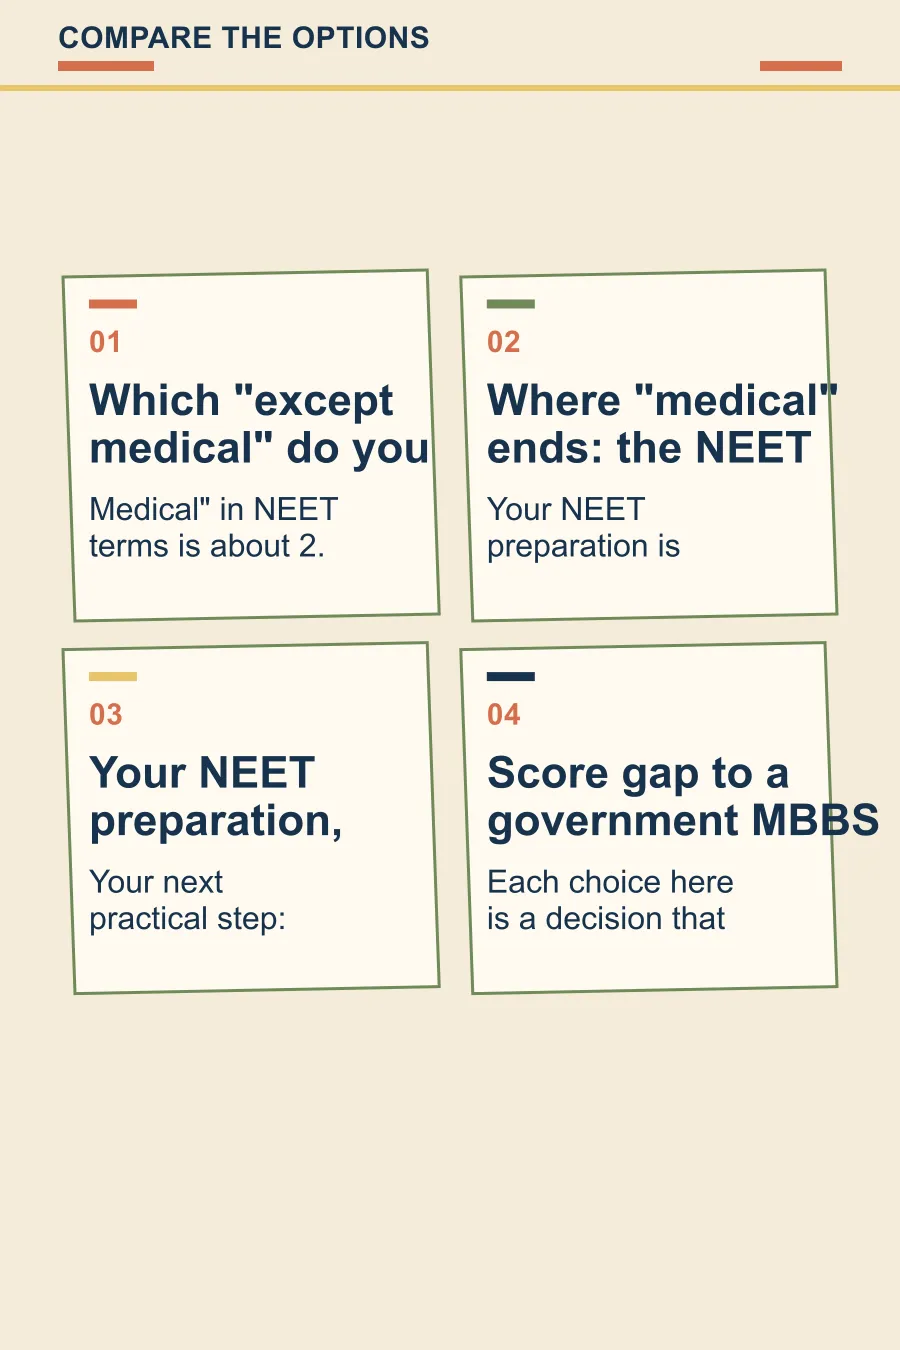 COMPARE THE OPTIONS
01
Which "except
medical" do you
Medical" in NEET
terms is about 2.
02
Where "medical"
ends: the NEET
Your NEET
preparation is
03
Your NEET
preparation,
Your next
practical step:
04
Score gap to a
government MBBS
Each choice here
is a decision that